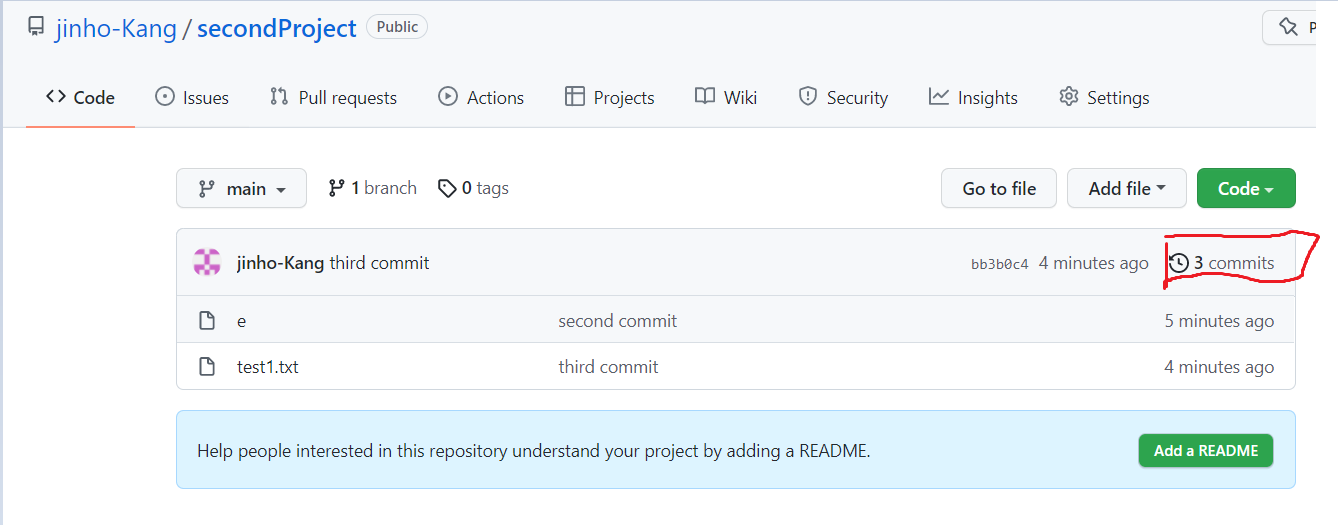 jinho-Kang / secondProject Public
Code Issues Pull requests Actions Projects Wiki Security Insights Settings
main 1 branch 0 tags Go to file Add file Code
jinho-Kang third commit bb3b0c4 4 minutes ago 3 commits
e second commit 5 minutes ago
test1.txt third commit 4 minutes ago
Help people interested in this repository understand your project by adding a README. Add a README